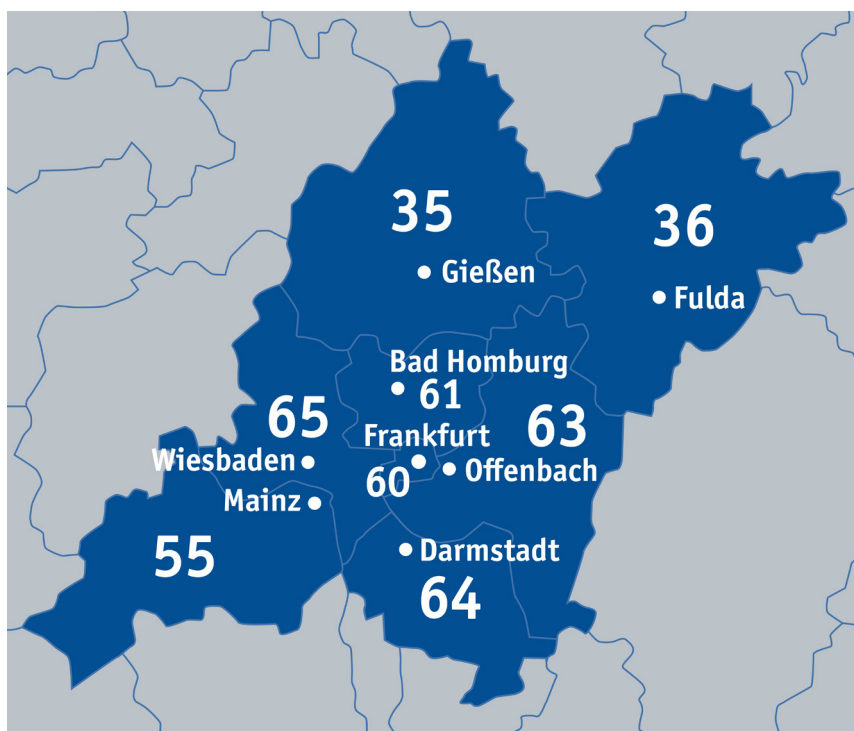 35
36
Gießen
Fulda
Bad Homburg
61
65
63
Frankfurt
Wiesbaden
Offenbach
60
Mainz
55
Darmstadt
64